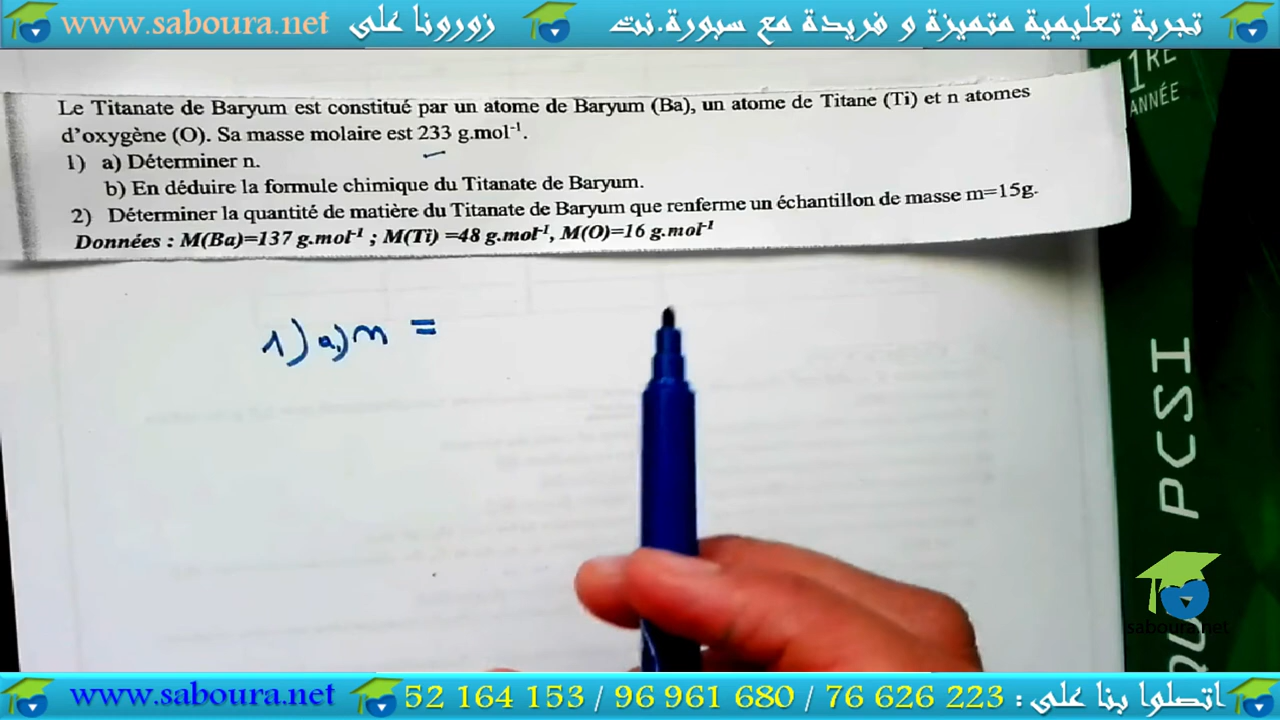 www.saboura.net زورونا على تجربة تعليمية متميزة و فريدة مع سبورة.نت
1RE
ANNÉE
Le Titanate de Baryum est constitué par un atome de Baryum (Ba), un atome de Titane (Ti) et n atomes
d'oxygène (O). Sa masse molaire est 233 g.mol⁻¹.
1) a) Déterminer n.
b) En déduire la formule chimique du Titanate de Baryum.
2) Déterminer la quantité de matière du Titanate de Baryum que renferme un échantillon de masse m=15g.
Données : M(Ba)=137 g.mol⁻¹ ; M(Ti) =48 g.mol⁻¹, M(O)=16 g.mol⁻¹
1) a) n =
PCSI
saboura.net
www.saboura.net 52 164 153 / 96 961 680 / 76 626 223 : اتصلوا بنا على